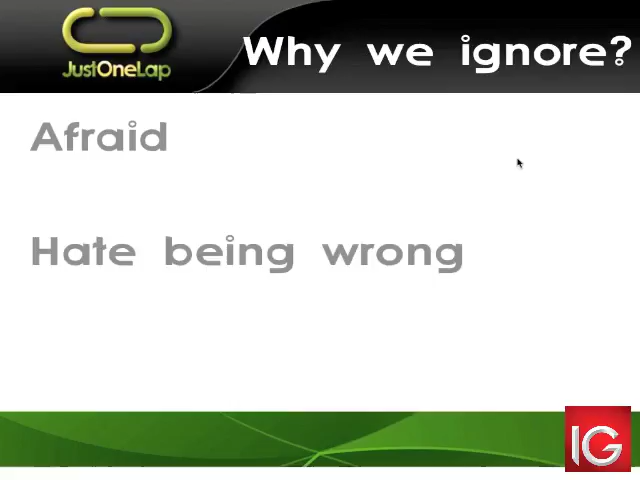 JustOneLap
Why we ignore?
Afraid
Hate being wrong
IG